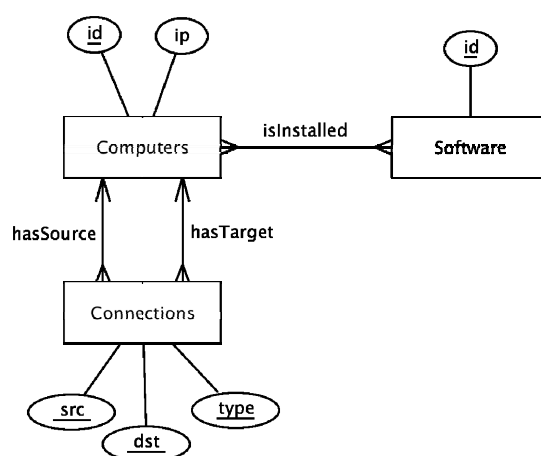 id
ip
id
isInstalled
Computers
Software
hasSource
hasTarget
Connections
src
type
dst